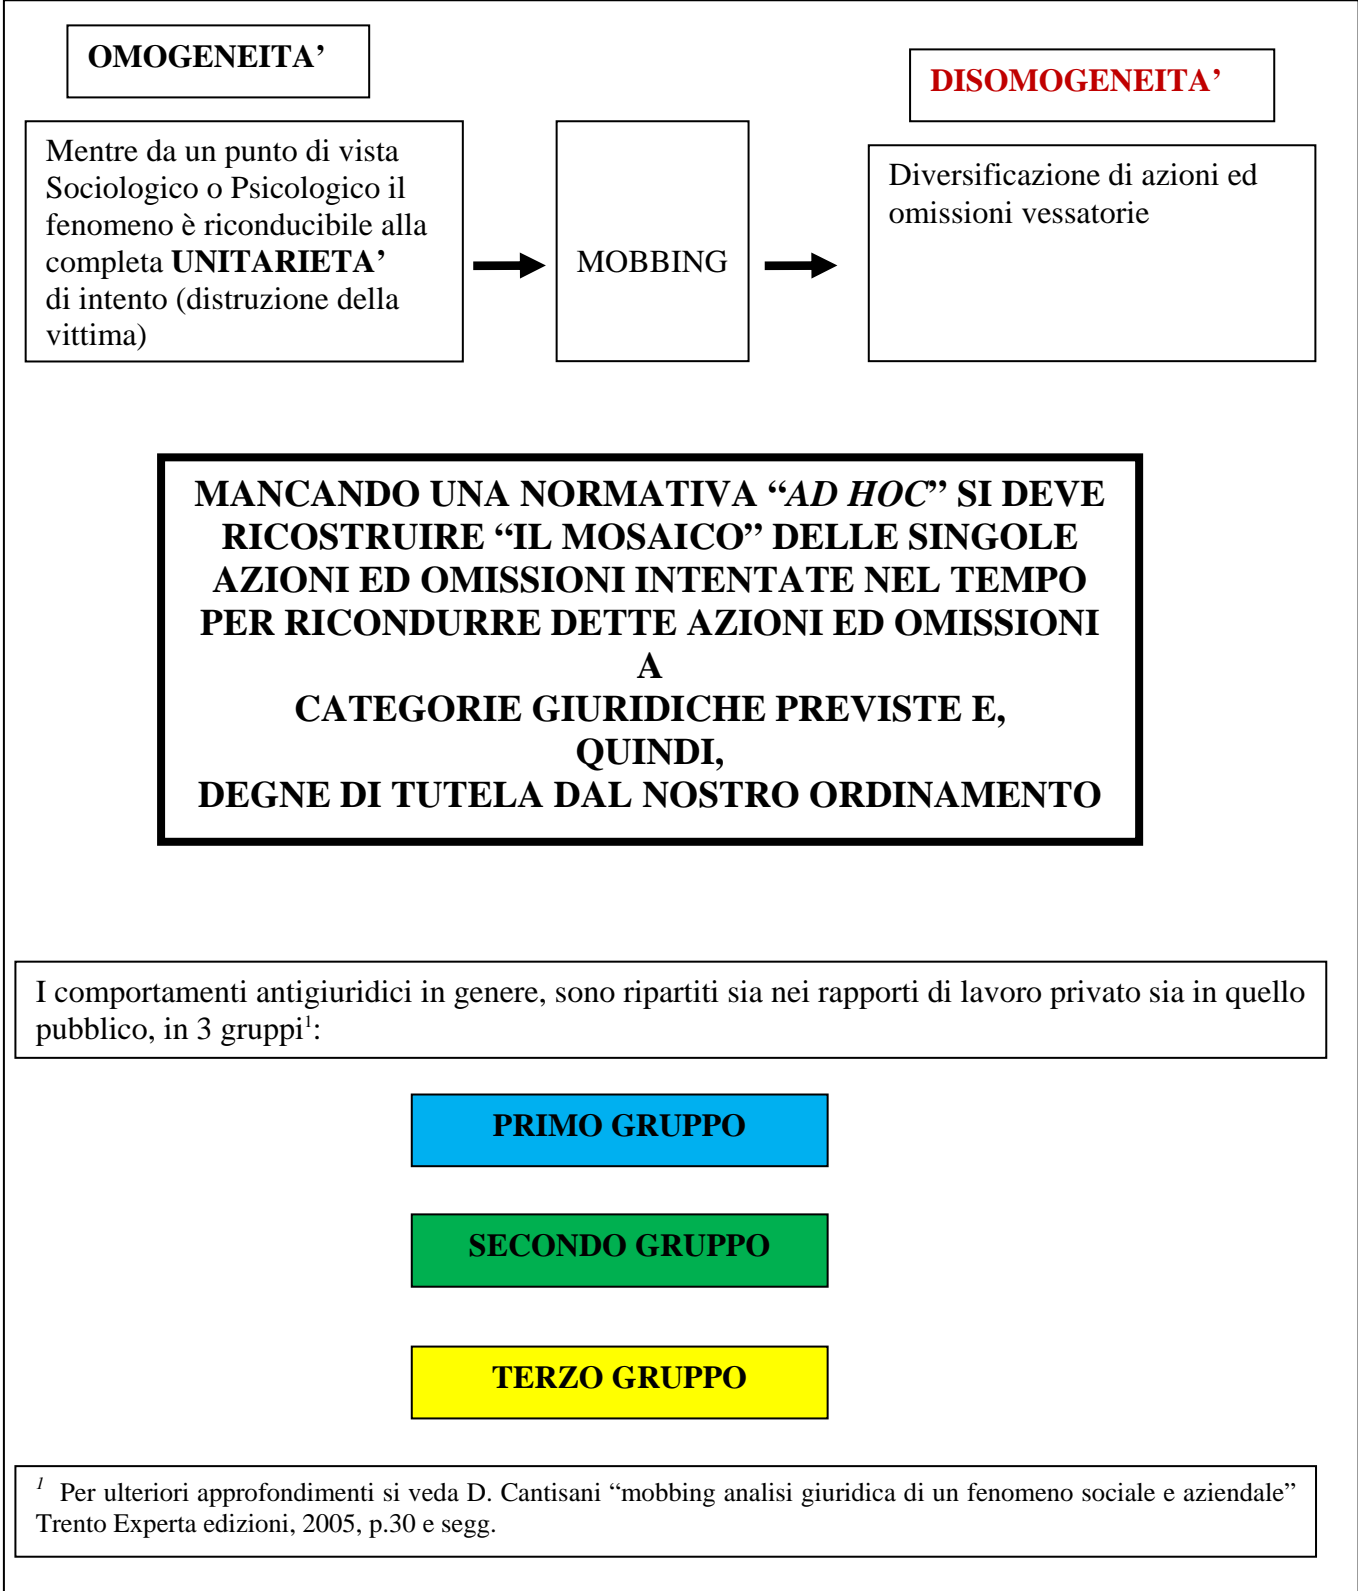 OMOGENEITA’
DISOMOGENEITA’
Mentre da un punto di vista
Sociologico o Psicologico il
fenomeno è riconducibile alla
completa UNITARIETA’
di intento (distruzione della
vittima)
MOBBING
Diversificazione di azioni ed
omissioni vessatorie
MANCANDO UNA NORMATIVA “AD HOC” SI DEVE
RICOSTRUIRE “IL MOSAICO” DELLE SINGOLE
AZIONI ED OMISSIONI INTENTATE NEL TEMPO
PER RICONDURRE DETTE AZIONI ED OMISSIONI
A
CATEGORIE GIURIDICHE PREVISTE E,
QUINDI,
DEGNE DI TUTELA DAL NOSTRO ORDINAMENTO
I comportamenti antigiuridici in genere, sono ripartiti sia nei rapporti di lavoro privato sia in quello
pubblico, in 3 gruppi¹:
PRIMO GRUPPO
SECONDO GRUPPO
TERZO GRUPPO
¹ Per ulteriori approfondimenti si veda D. Cantisani “mobbing analisi giuridica di un fenomeno sociale e aziendale”
Trento Experta edizioni, 2005, p.30 e segg.